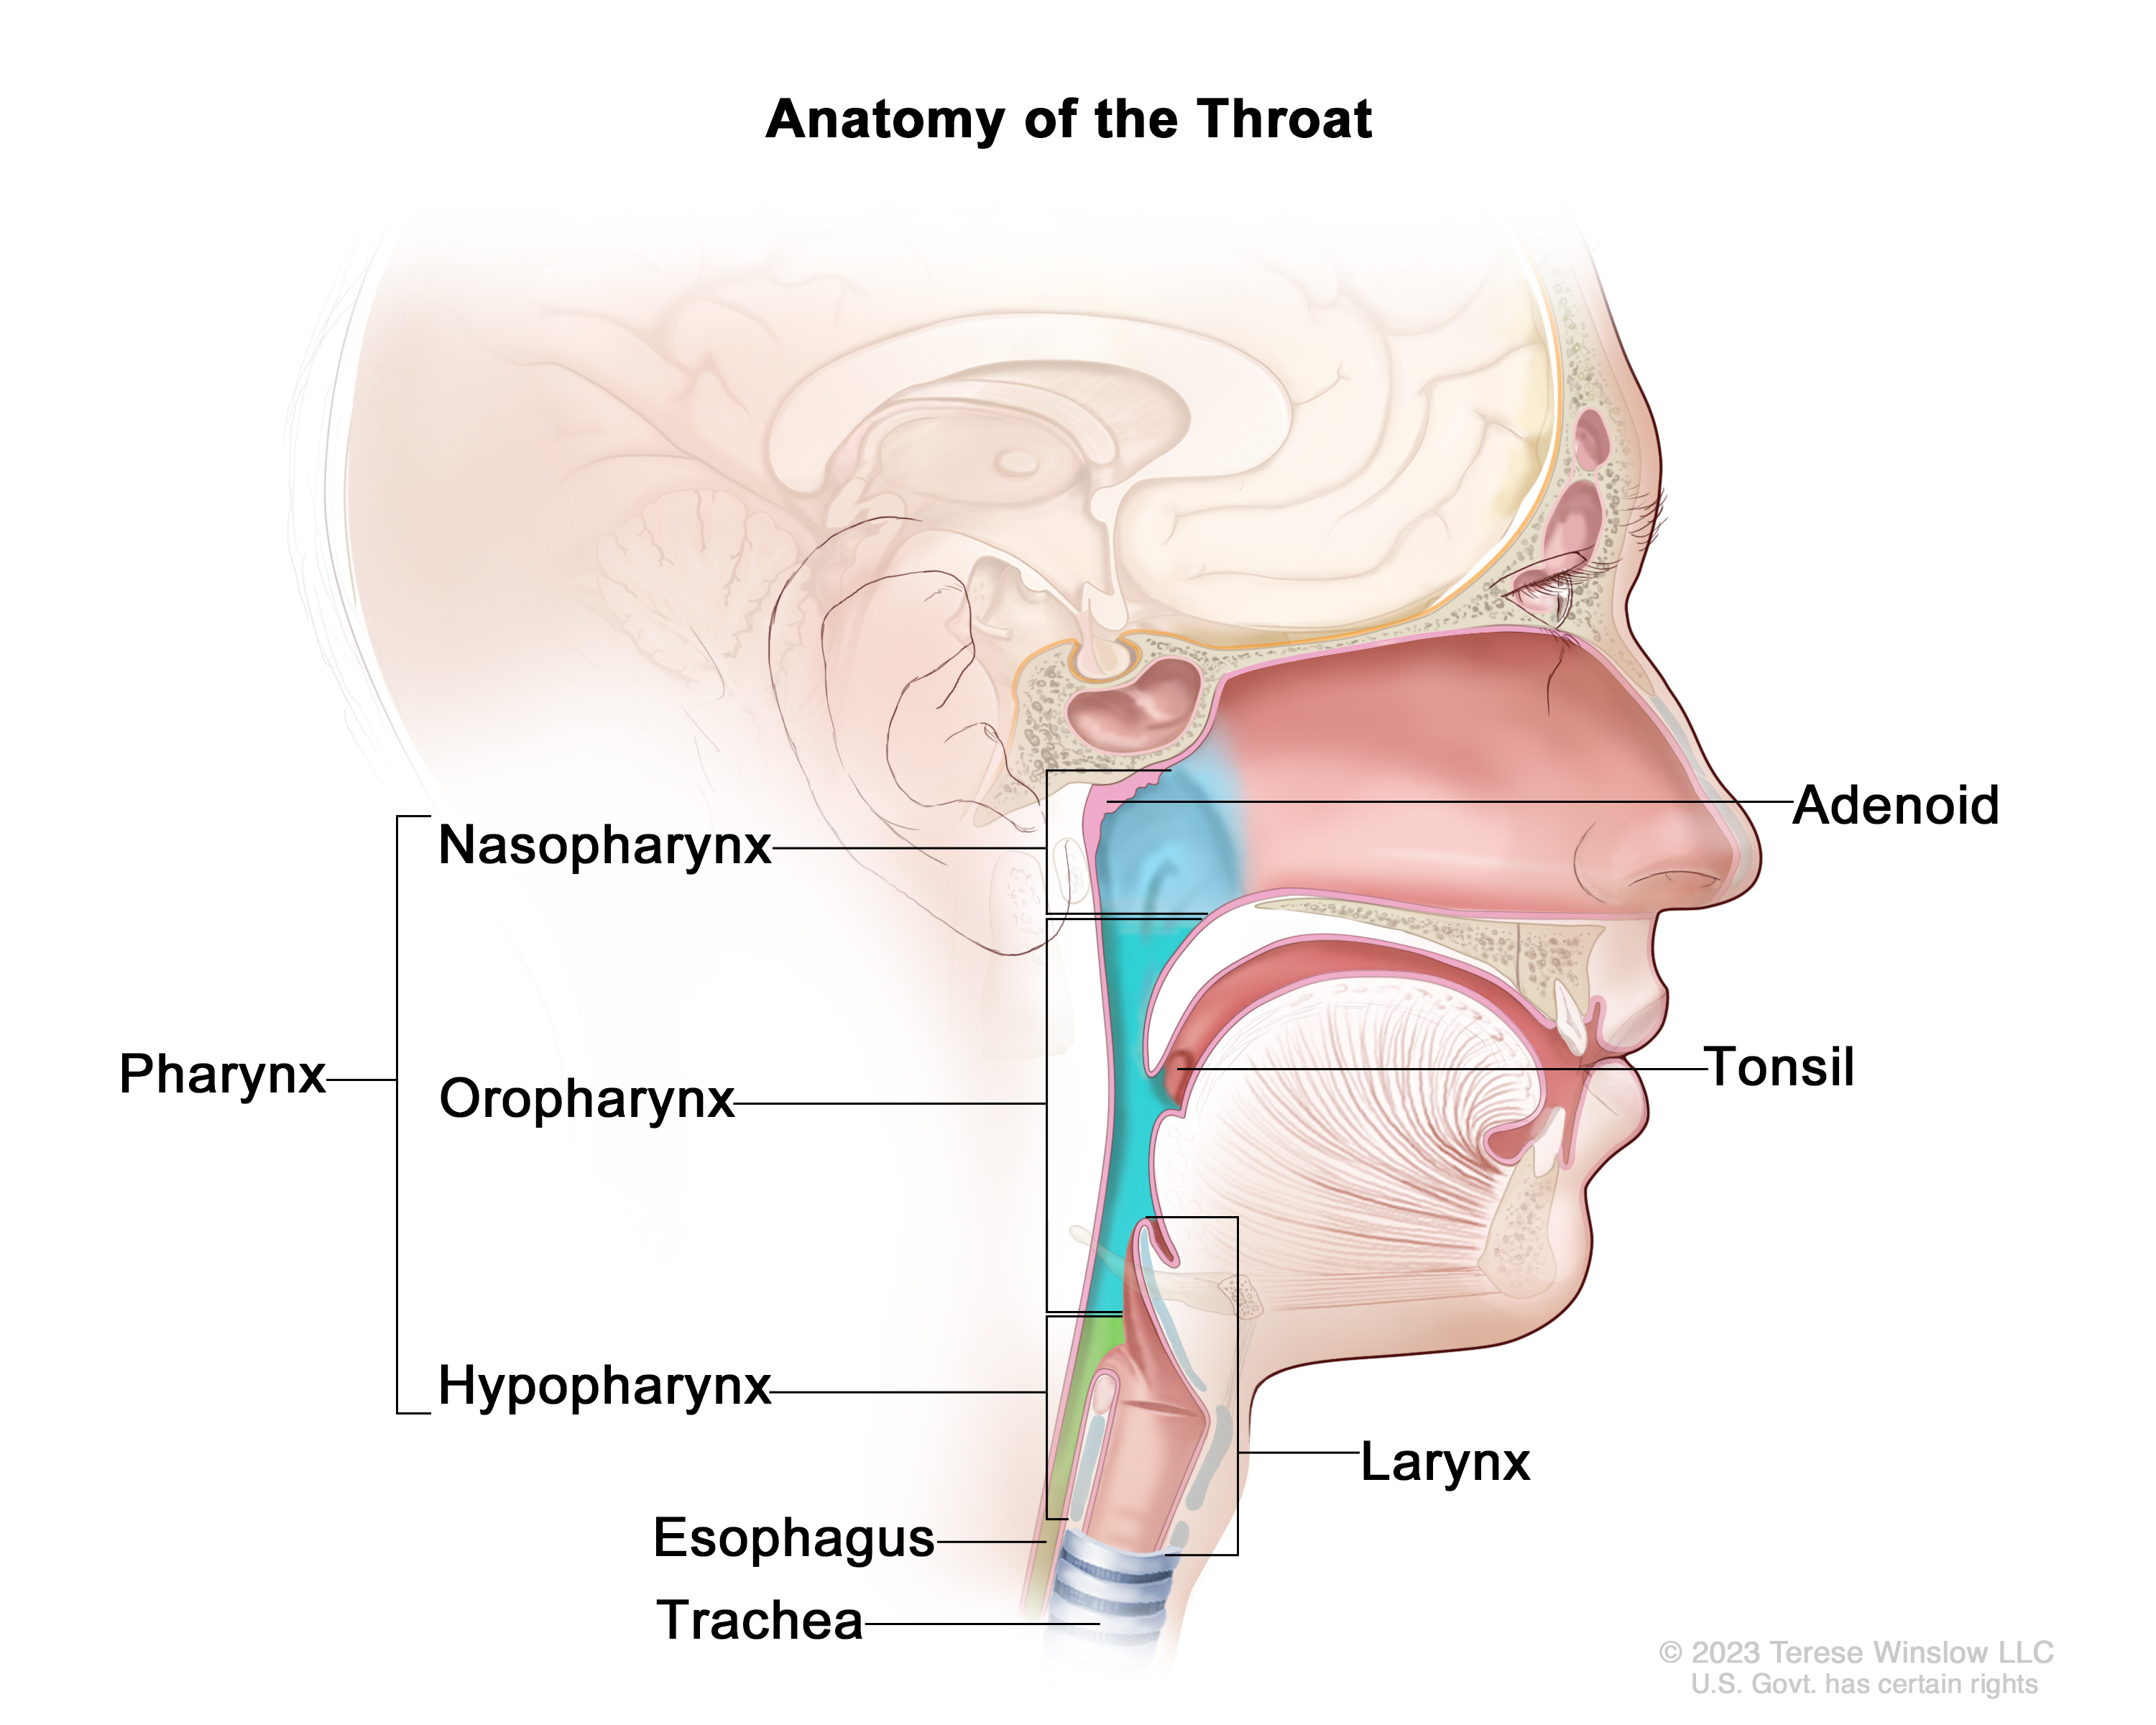 Anatomy of the Throat
Adenoid
Nasopharynx
Tonsil
Pharynx
Oropharynx
Hypopharynx
Larynx
Esophagus
Trachea
© 2023 Terese Winslow LLC
U.S. Govt. has certain rights